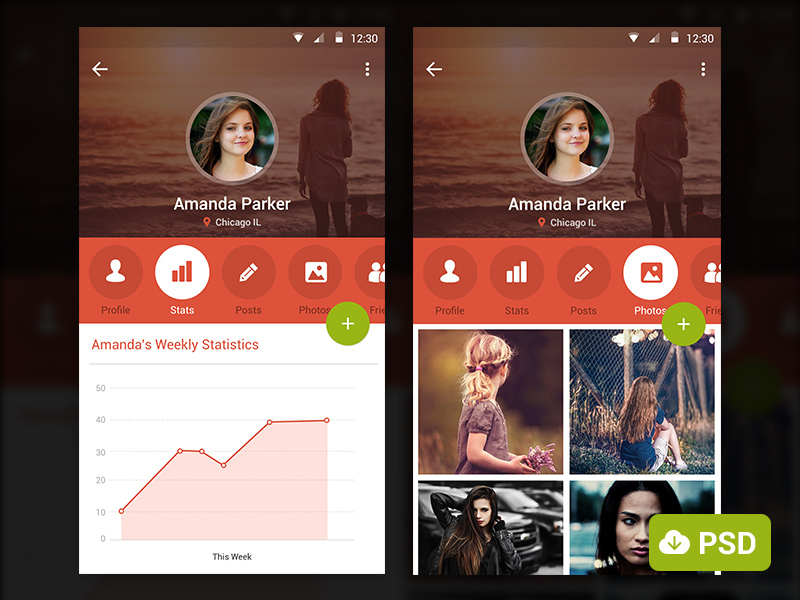 12:30
Amanda Parker
Chicago IL
Profile
Stats
Posts
Photos
Frie
Amanda's Weekly Statistics
50
40
30
20
10
0
This Week
12:30
Amanda Parker
Chicago IL
Profile
Stats
Posts
Photos
Frie
PSD